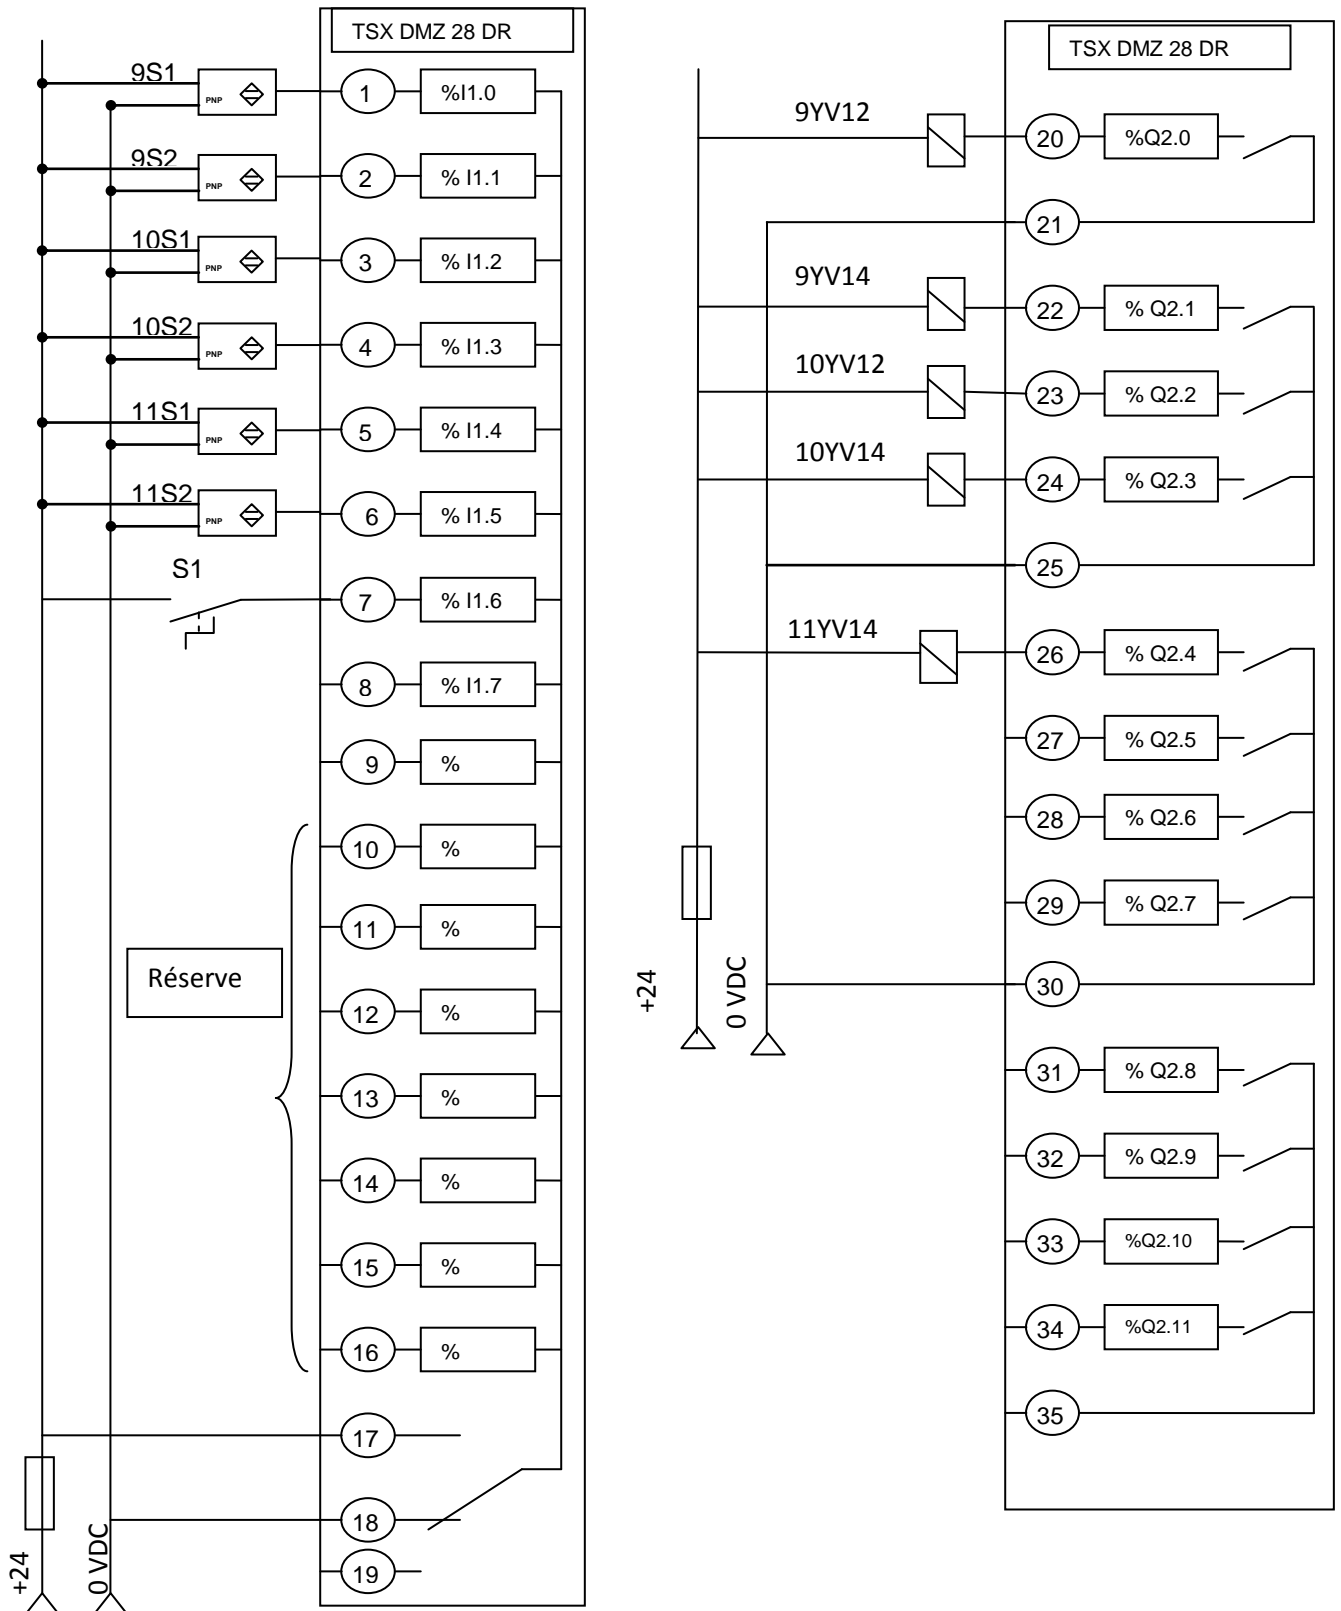 TSX DMZ 28 DR
9S1
PNP
1
%I1.0
9S2
PNP
2
% I1.1
10S1
PNP
3
% I1.2
10S2
PNP
4
% I1.3
11S1
PNP
5
% I1.4
11S2
PNP
6
% I1.5
S1
7
% I1.6
8
% I1.7
9
%
10
%
11
%
Réserve
12
%
13
%
14
%
15
%
16
%
17
18
19
+24
0 VDC
TSX DMZ 28 DR
9YV12
20
%Q2.0
21
9YV14
22
% Q2.1
10YV12
23
% Q2.2
10YV14
24
% Q2.3
25
11YV14
26
% Q2.4
27
% Q2.5
28
% Q2.6
29
% Q2.7
30
+24
0 VDC
31
% Q2.8
32
% Q2.9
33
%Q2.10
34
%Q2.11
35